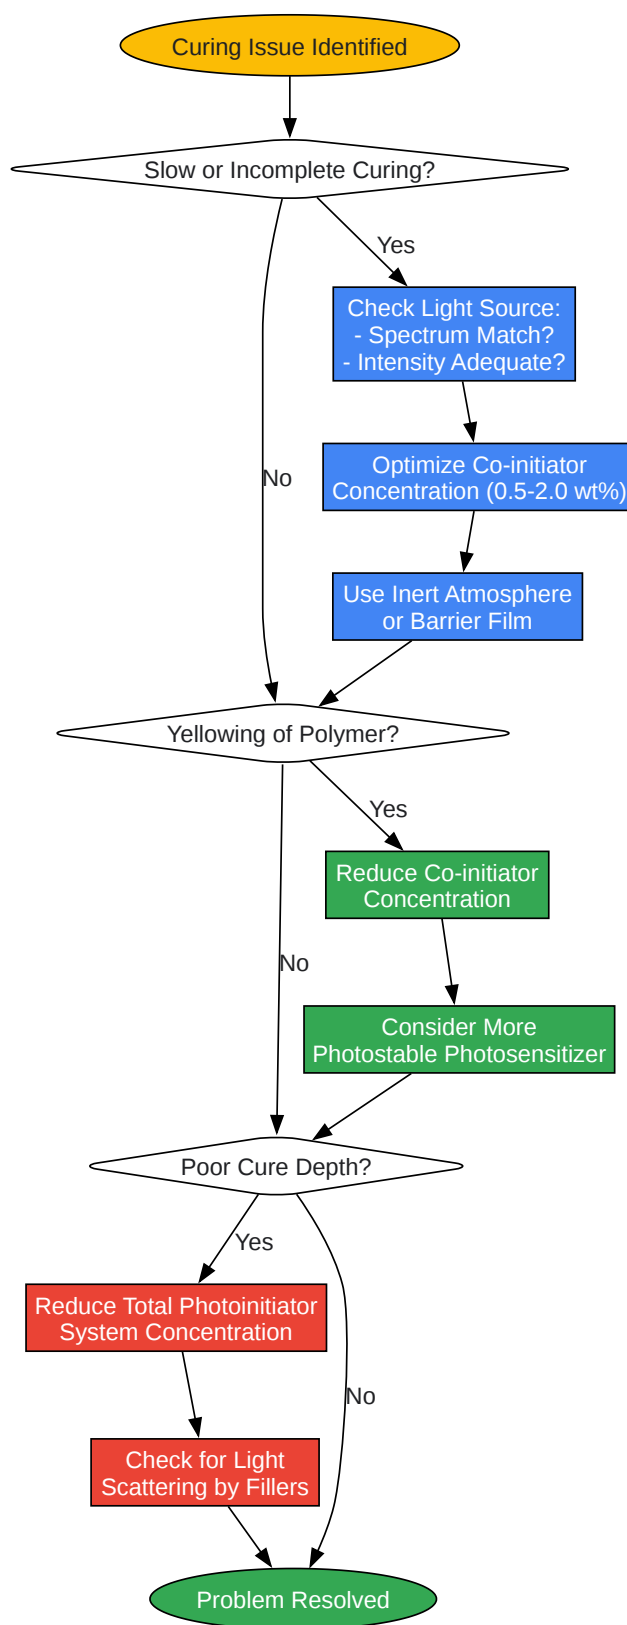 Curing Issue Identified
Slow or Incomplete Curing?
Yes
Check Light Source:
- Spectrum Match?
- Intensity Adequate?
No
Optimize Co-initiator
Concentration (0.5-2.0 wt%)
Use Inert Atmosphere
or Barrier Film
Yellowing of Polymer?
Yes
Reduce Co-initiator
Concentration
No
Consider More
Photostable Photosensitizer
Poor Cure Depth?
Yes
Reduce Total Photoinitiator
System Concentration
No
Check for Light
Scattering by Fillers
Problem Resolved